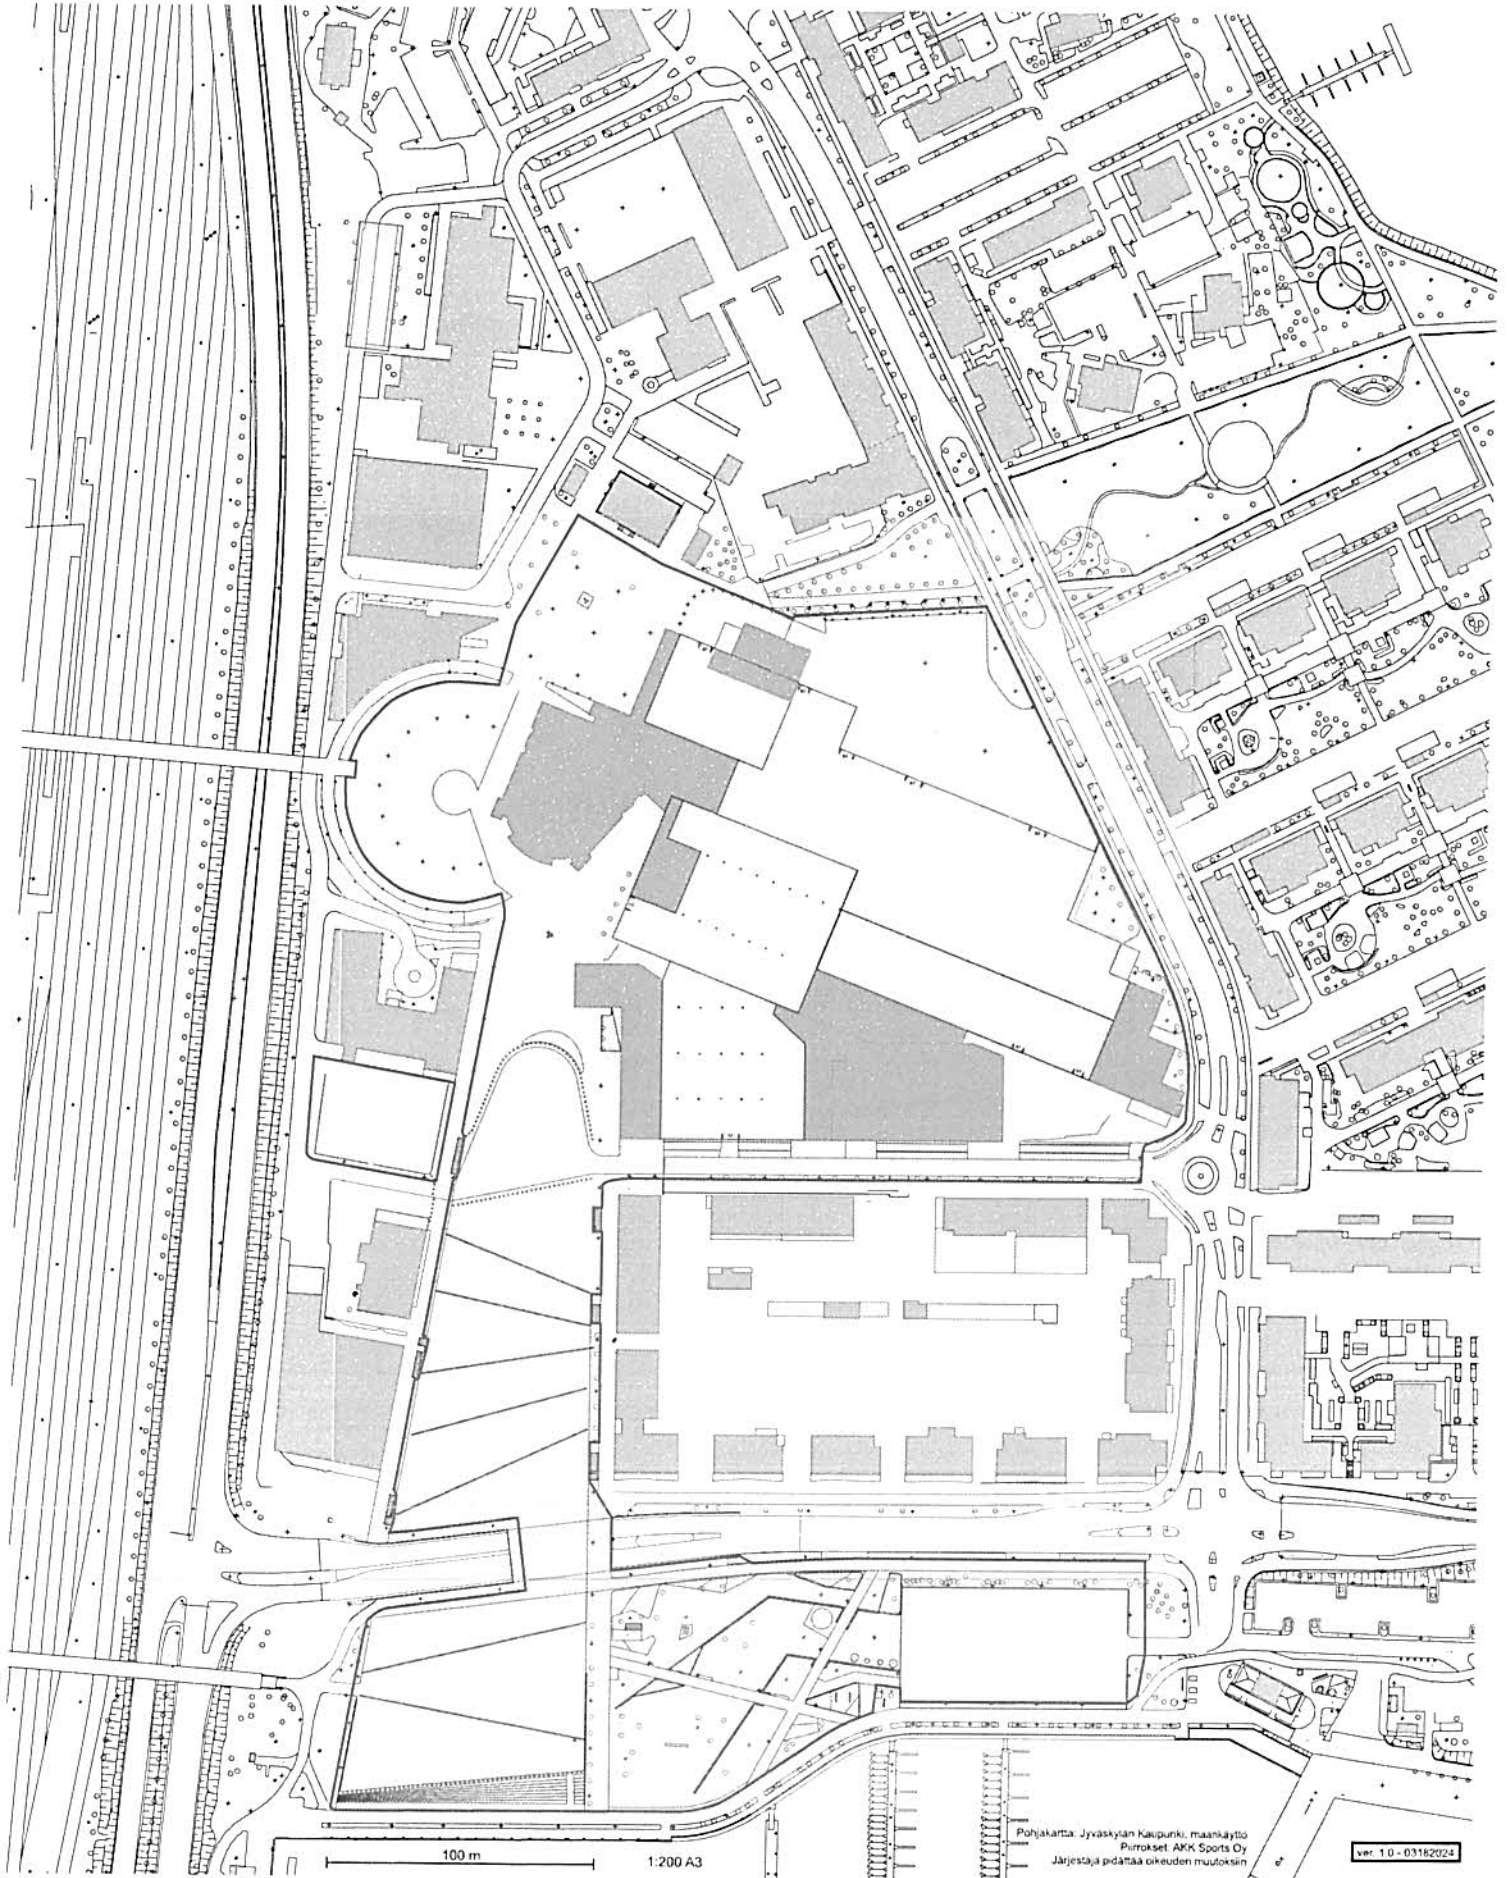 100 m
1:200 A3
Pohjakartta: Jyväskylän Kaupunki, maankäyttö
Piirrokset: AKK Sports Oy
Järjestäjä pidättää oikeuden muutoksiin
ver. 1.0 - 03182024